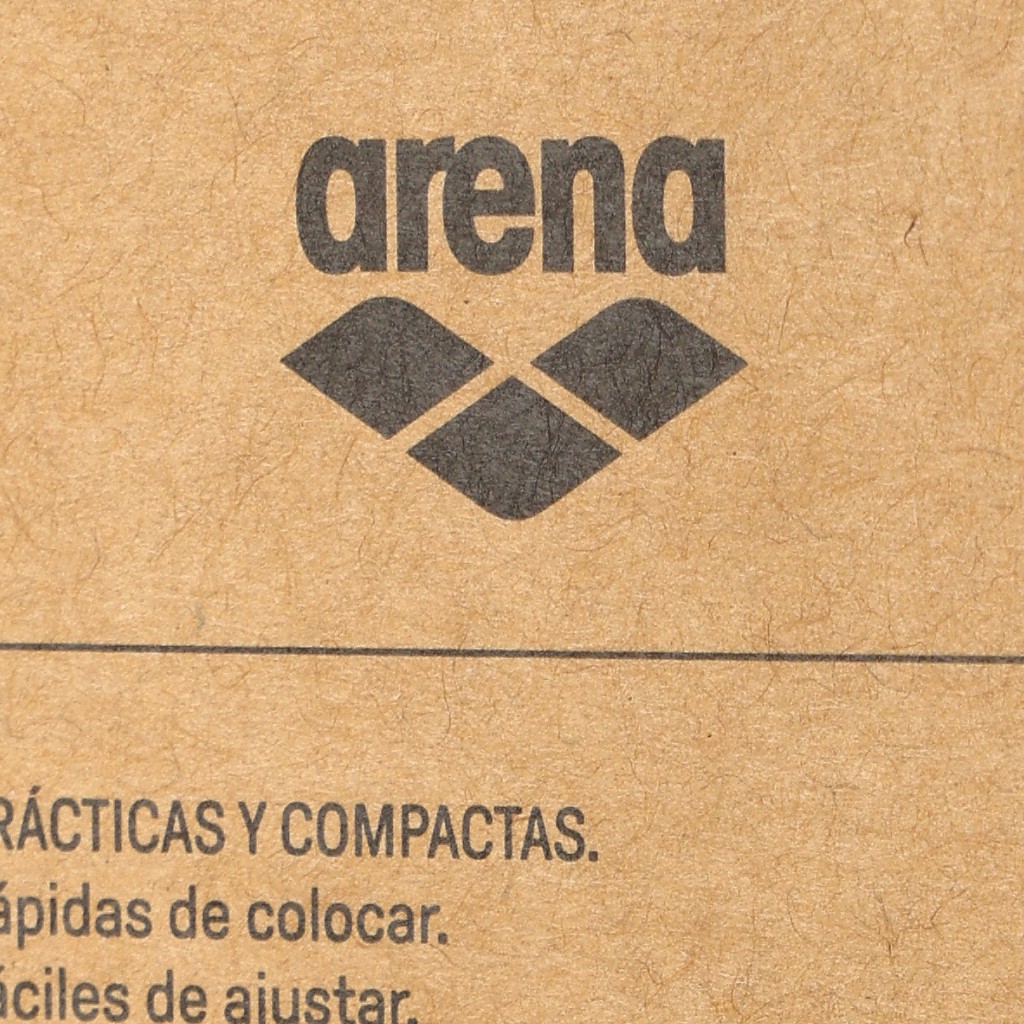 arena
RÁCTICAS Y COMPACTAS.
ápidas de colocar.
áciles de ajustar.